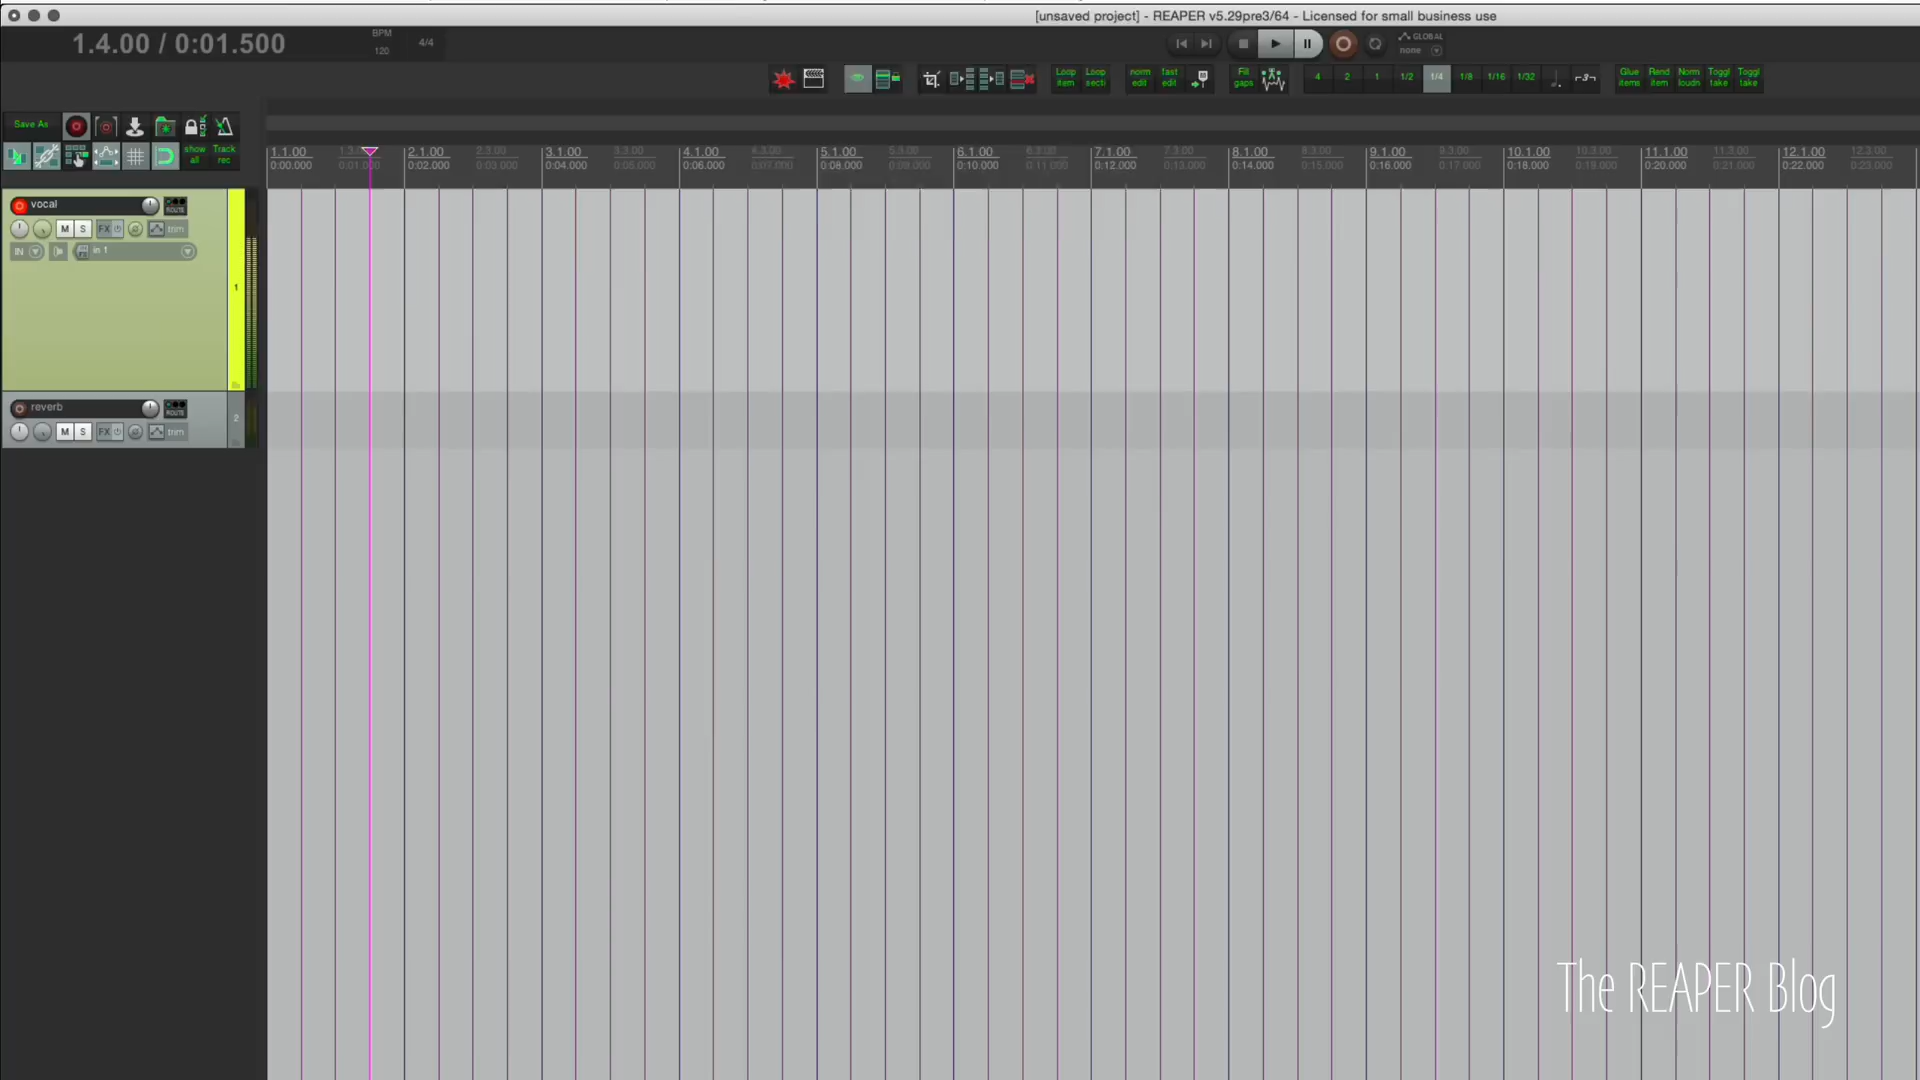 [unsaved project] - REAPER v5.29pre3/64 - Licensed for small business use
1.4.00 / 0:01.500
BPM
120
4/4
GLOBAL
none
Loop item
Loop secti
norm edit
fast edit
Fill gaps
4 2 1 1/2 1/4 1/8 1/16 1/32 -3-
Glue items
Rend item
Norm loudn
Toggl take
Toggl take
Save As
show all
Track rec
1.1.00 2.1.00 2.3.00 3.1.00 3.3.00 4.1.00 5.1.00 6.1.00 7.1.00 7.3.00 8.1.00 8.3.00 9.1.00 9.3.00 10.1.00 10.3.00 11.1.00 11.3.00 12.1.00 12.3.00
0:00.000 0:01.000 0:02.000 0:03.000 0:04.000 0:05.000 0:06.000 0:07.000 0:08.000 0:09.000 0:10.000 0:11.000 0:12.000 0:13.000 0:14.000 0:15.000 0:16.000 0:17.000 0:18.000 0:19.000 0:20.000 0:21.000 0:22.000 0:23.000
vocal
ROUTE
M S FX trim
IN in 1
1
reverb
ROUTE
M S FX trim
2
The REAPER Blog